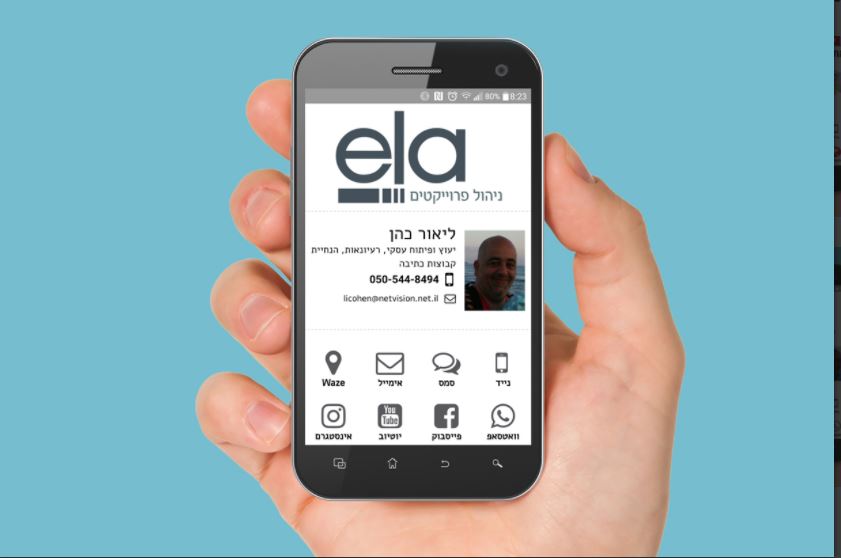 80% 8:23
ela
ניהול פרוייקטים
ליאור כהן
יעוץ ופיתוח עסקי, רעיונאות, הנחיית
קבוצות כתיבה
050-544-8494
licohen@netvision.net.il
נייד
סמס
אימייל
Waze
וואטסאפ
פייסבוק
You
Tube
יוטיוב
אינסטגרם